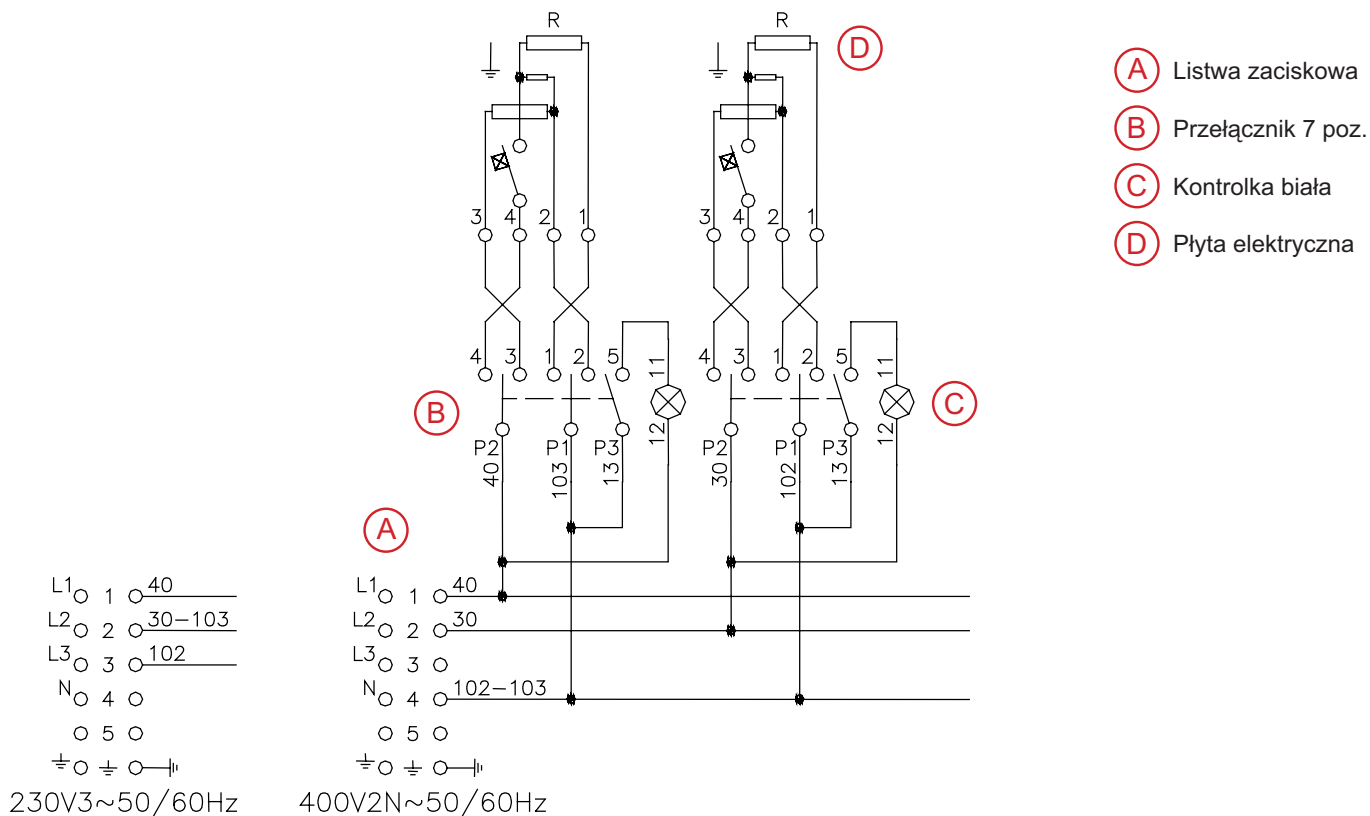 R R
D
A Listwa zaciskowa
B Przełącznik 7 poz.
C Kontrolka biała
D Płyta elektryczna
3 4 2 1 3 4 2 1
4 3 1 2 5 11 4 3 1 2 5 11
B C
P2 P1 P3 12 P2 P1 P3 12
40 103 13 30 102 13
A
L1 1 40 L1 1 40
L2 2 30-103 L2 2 30
L3 3 102 L3 3
N 4 N 4 102-103
5 5
230V3~50/60Hz 400V2N~50/60Hz